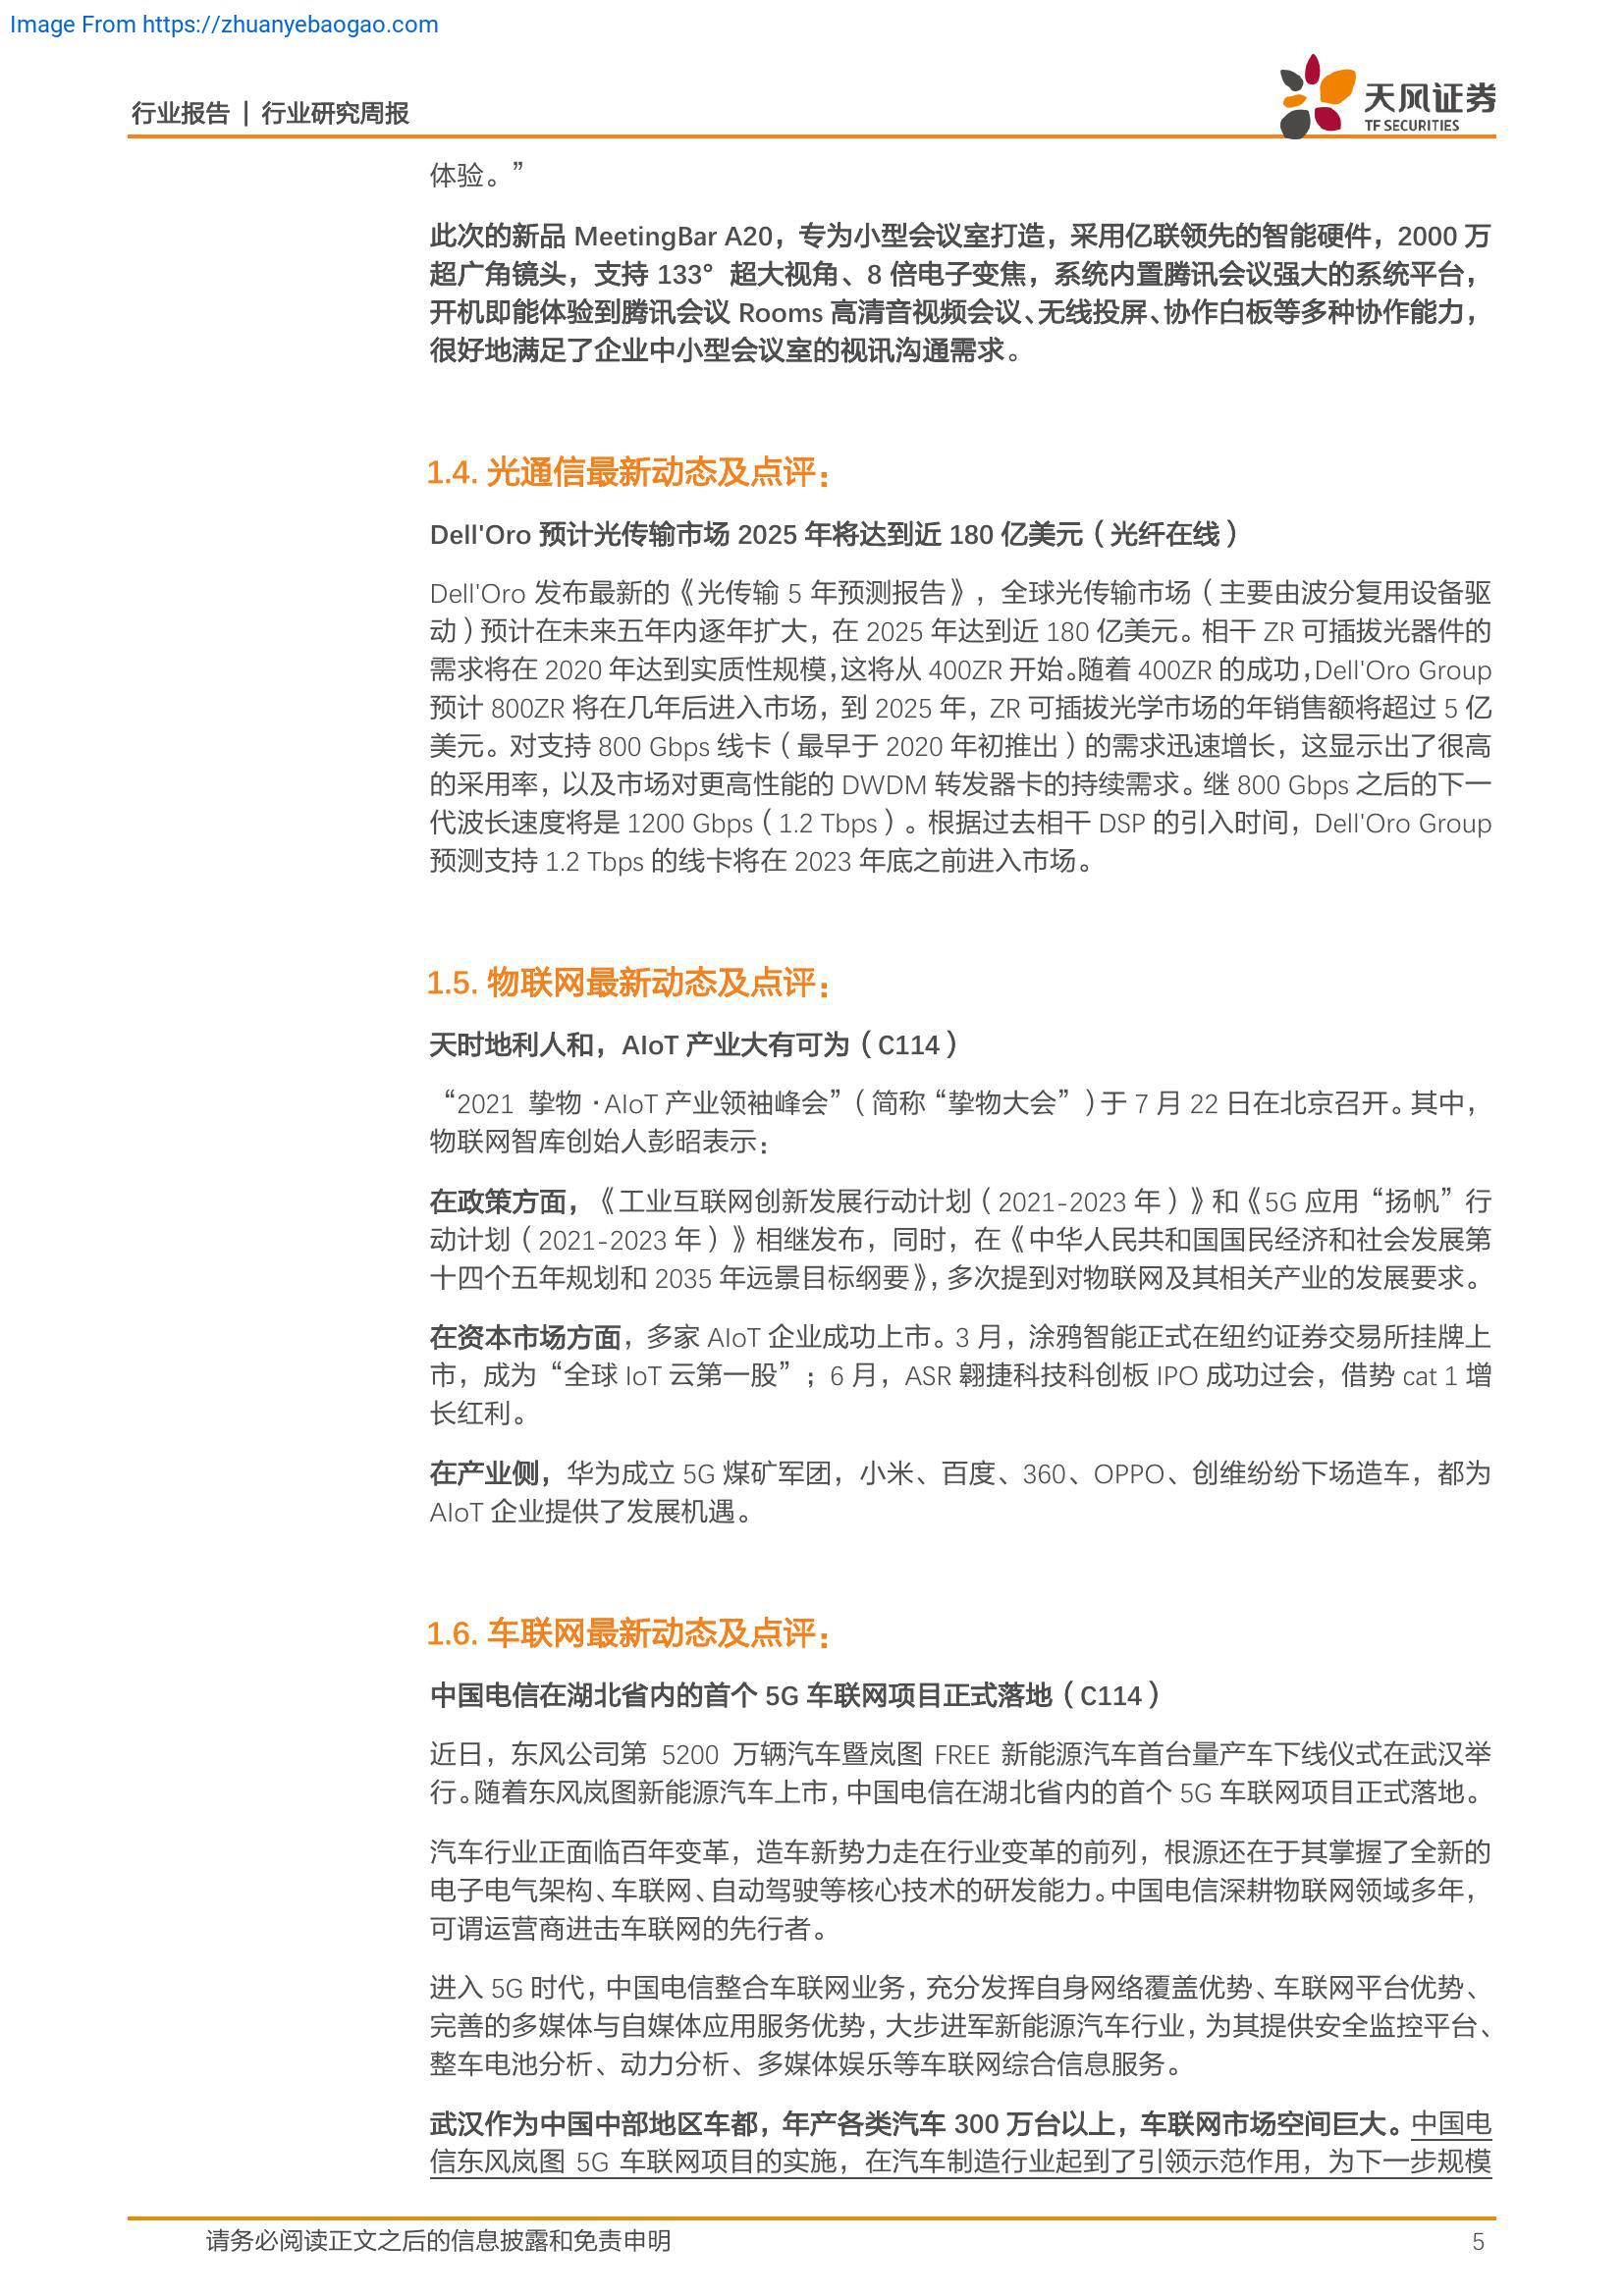 Image From https://zhuanyebaogao.com
行业报告 | 行业研究周报
天风证券
TF SECURITIES
体验。”
此次的新品 MeetingBar A20，专为小型会议室打造，采用亿联领先的智能硬件，2000 万
超广角镜头，支持 133°超大视角、8 倍电子变焦，系统内置腾讯会议强大的系统平台，
开机即能体验到腾讯会议 Rooms 高清音视频会议、无线投屏、协作白板等多种协作能力，
很好地满足了企业中小型会议室的视讯沟通需求。
1.4. 光通信最新动态及点评：
Dell'Oro 预计光传输市场 2025 年将达到近 180 亿美元（光纤在线）
Dell'Oro 发布最新的《光传输 5 年预测报告》，全球光传输市场（主要由波分复用设备驱
动）预计在未来五年内逐年扩大，在 2025 年达到近 180 亿美元。相干 ZR 可插拔光器件的
需求将在 2020 年达到实质性规模，这将从 400ZR 开始。随着 400ZR 的成功，Dell'Oro Group
预计 800ZR 将在几年后进入市场，到 2025 年，ZR 可插拔光学市场的年销售额将超过 5 亿
美元。对支持 800 Gbps 线卡（最早于 2020 年初推出）的需求迅速增长，这显示出了很高
的采用率，以及市场对更高性能的 DWDM 转发器卡的持续需求。继 800 Gbps 之后的下一
代波长速度将是 1200 Gbps（1.2 Tbps）。根据过去相干 DSP 的引入时间，Dell'Oro Group
预测支持 1.2 Tbps 的线卡将在 2023 年底之前进入市场。
1.5. 物联网最新动态及点评：
天时地利人和，AIoT 产业大有可为（C114）
“2021 挚物·AIoT 产业领袖峰会”（简称“挚物大会”）于 7 月 22 日在北京召开。其中，
物联网智库创始人彭昭表示：
在政策方面，《工业互联网创新发展行动计划（2021-2023 年）》和《5G 应用“扬帆”行
动计划（2021-2023 年）》相继发布，同时，在《中华人民共和国国民经济和社会发展第
十四个五年规划和 2035 年远景目标纲要》，多次提到对物联网及其相关产业的发展要求。
在资本市场方面，多家 AIoT 企业成功上市。3 月，涂鸦智能正式在纽约证券交易所挂牌上
市，成为“全球 IoT 云第一股”；6 月，ASR 翱捷科技科创板 IPO 成功过会，借势 cat 1 增
长红利。
在产业侧，华为成立 5G 煤矿军团，小米、百度、360、OPPO、创维纷纷下场造车，都为
AIoT 企业提供了发展机遇。
1.6. 车联网最新动态及点评：
中国电信在湖北省内的首个 5G 车联网项目正式落地（C114）
近日，东风公司第 5200 万辆汽车暨岚图 FREE 新能源汽车首台量产车下线仪式在武汉举
行。随着东风岚图新能源汽车上市，中国电信在湖北省内的首个 5G 车联网项目正式落地。
汽车行业正面临百年变革，造车新势力走在行业变革的前列，根源还在于其掌握了全新的
电子电气架构、车联网、自动驾驶等核心技术的研发能力。中国电信深耕物联网领域多年，
可谓运营商进击车联网的先行者。
进入 5G 时代，中国电信整合车联网业务，充分发挥自身网络覆盖优势、车联网平台优势、
完善的多媒体与自媒体应用服务优势，大步进军新能源汽车行业，为其提供安全监控平台、
整车电池分析、动力分析、多媒体娱乐等车联网综合信息服务。
武汉作为中国中部地区车都，年产各类汽车 300 万台以上，车联网市场空间巨大。中国电
信东风岚图 5G 车联网项目的实施，在汽车制造行业起到了引领示范作用，为下一步规模
请务必阅读正文之后的信息披露和免责申明
5